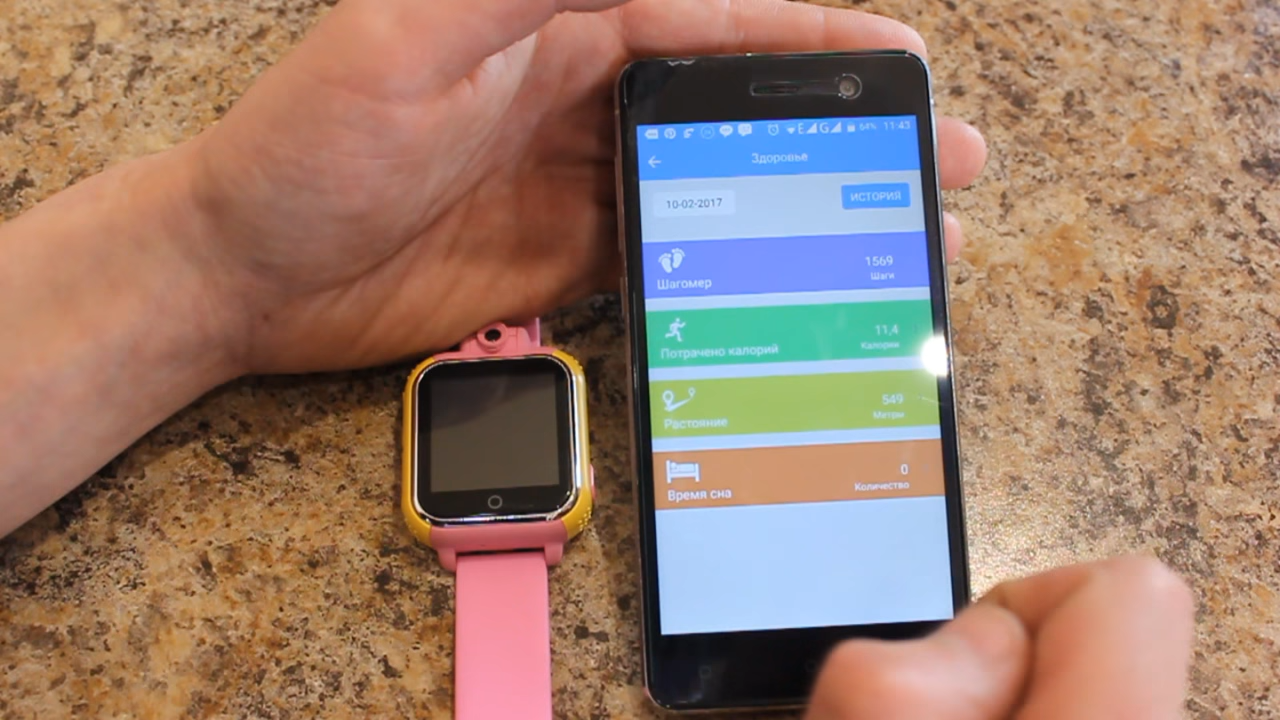 E G 64% 11:43
Здоровье
10-02-2017 ИСТОРИЯ
1569
Шаги
Шагомер
11,4
Калории
Потрачено калорий
549
Метры
Растояние
0
Количество
Время сна